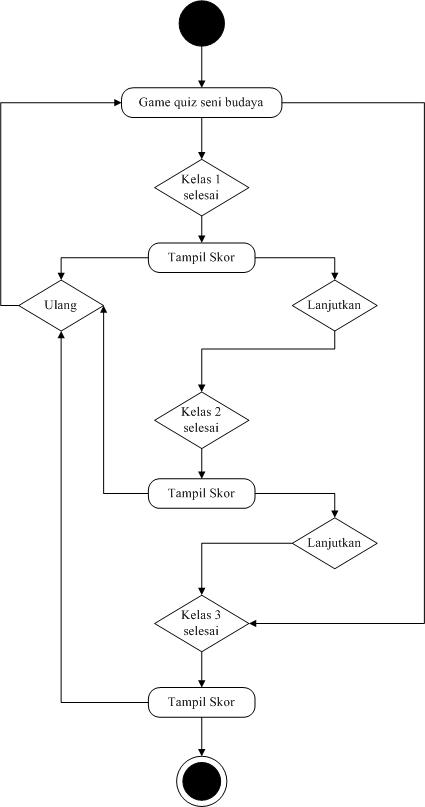 Game quiz seni budaya
Kelas 1
selesai
Tampil Skor
Ulang
Lanjutkan
Kelas 2
selesai
Tampil Skor
Lanjutkan
Kelas 3
selesai
Tampil Skor